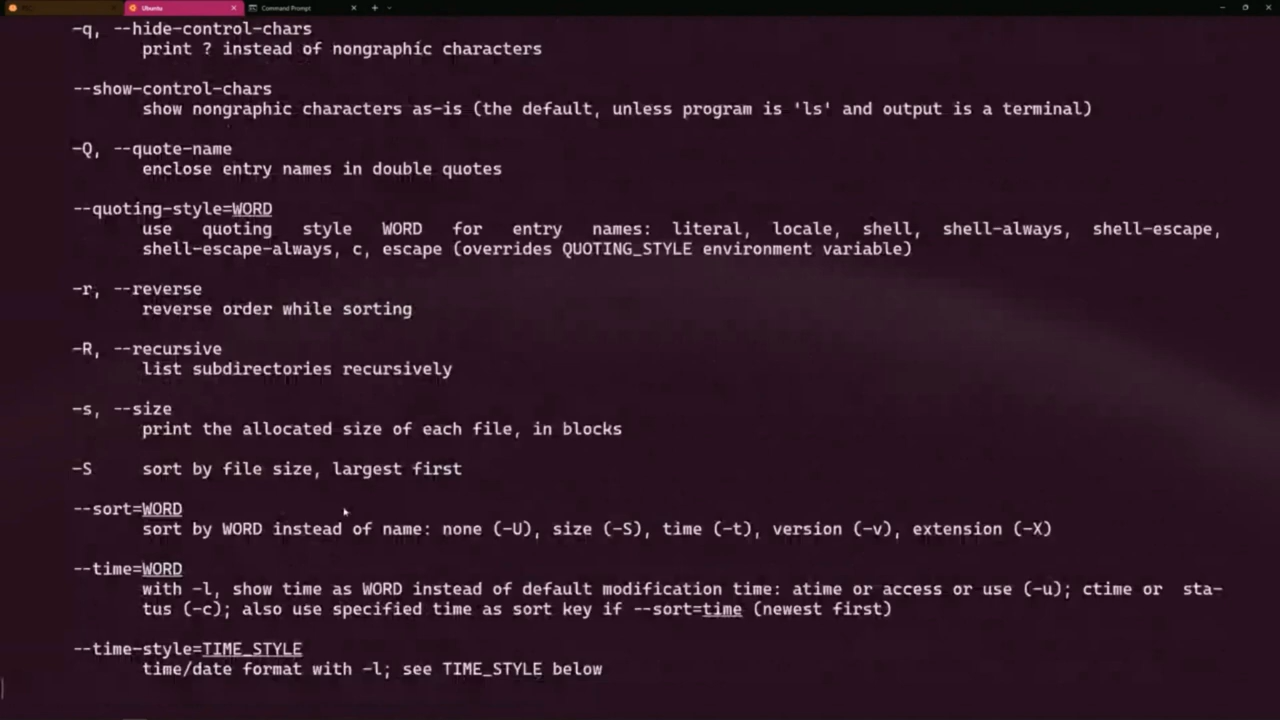 Ubuntu
Command Prompt
-q, --hide-control-chars
print ? instead of nongraphic characters
--show-control-chars
show nongraphic characters as-is (the default, unless program is 'ls' and output is a terminal)
-Q, --quote-name
enclose entry names in double quotes
--quoting-style=WORD
use quoting style WORD for entry names: literal, locale, shell, shell-always, shell-escape,
shell-escape-always, c, escape (overrides QUOTING_STYLE environment variable)
-r, --reverse
reverse order while sorting
-R, --recursive
list subdirectories recursively
-s, --size
print the allocated size of each file, in blocks
-S sort by file size, largest first
--sort=WORD
sort by WORD instead of name: none (-U), size (-S), time (-t), version (-v), extension (-X)
--time=WORD
with -l, show time as WORD instead of default modification time: atime or access or use (-u); ctime or sta-
tus (-c); also use specified time as sort key if --sort=time (newest first)
--time-style=TIME_STYLE
time/date format with -l; see TIME_STYLE below